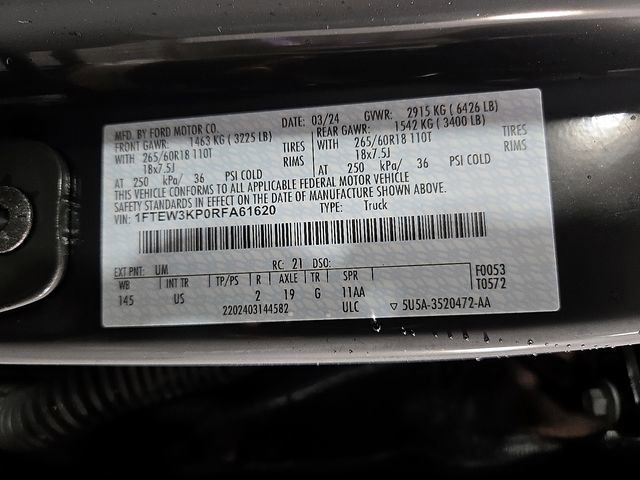 MFD. BY FORD MOTOR CO. DATE: 03/24 GVWR: 2915 KG ( 6426 LB)
FRONT GAWR: 1463 KG ( 3225 LB) REAR GAWR: 1542 KG ( 3400 LB)
WITH 265/60R18 110T TIRES WITH 265/60R18 110T TIRES
18x7.5J RIMS 18x7.5J RIMS
AT 250 kPa/ 36 PSI COLD AT 250 kPa/ 36 PSI COLD
THIS VEHICLE CONFORMS TO ALL APPLICABLE FEDERAL MOTOR VEHICLE
SAFETY STANDARDS IN EFFECT ON THE DATE OF MANUFACTURE SHOWN ABOVE.
VIN: 1FTEW3KP0RFA61620 TYPE: Truck
EXT PNT: UM RC: 21 DSO:
WB INT TR TP/PS R AXLE TR SPR F0053
145 US 2 19 G 11AA T0572
2202403144582 ULC ▽ 5U5A-3520472-AA